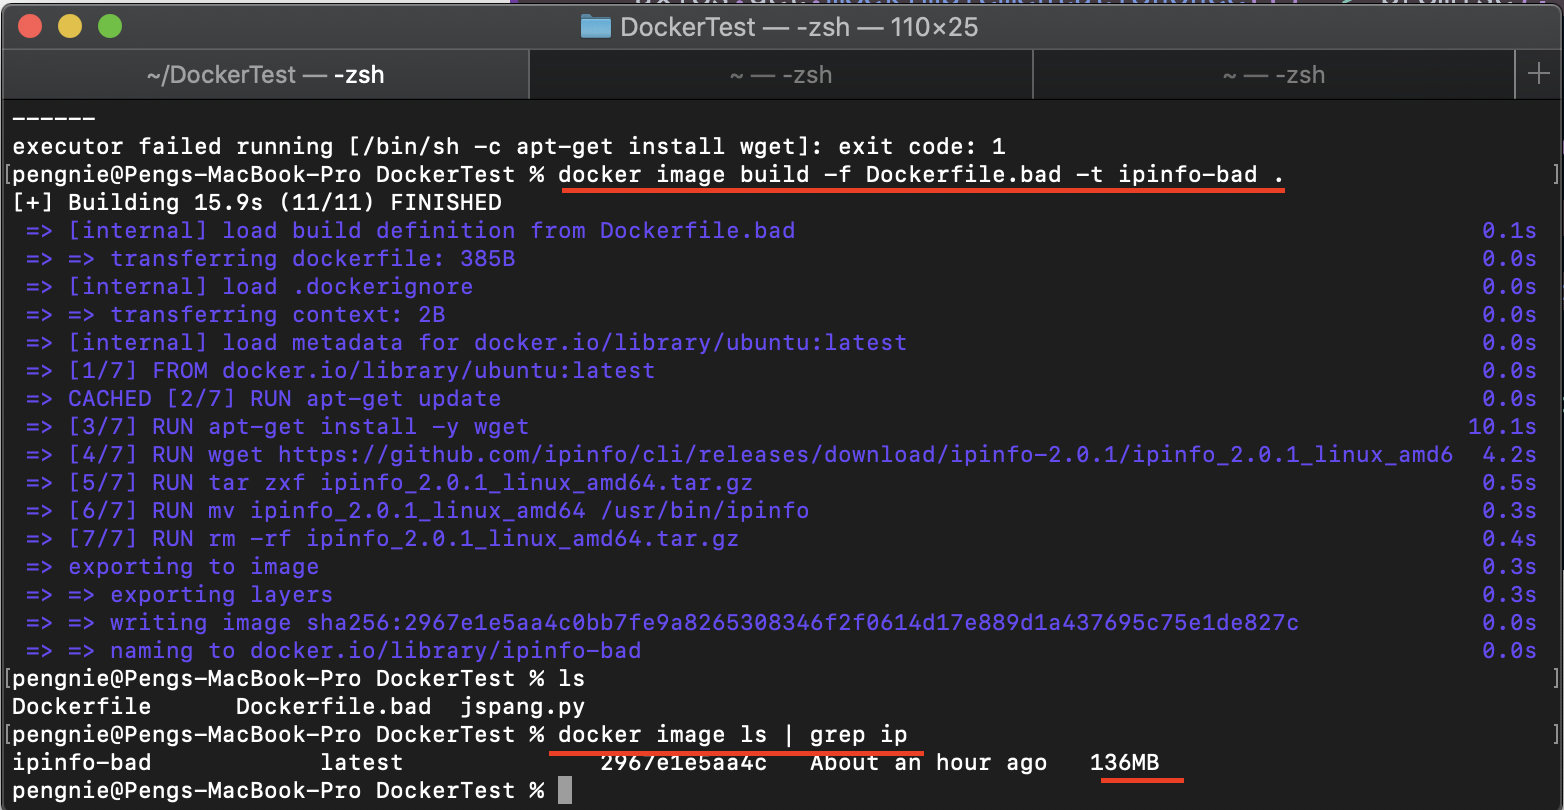 DockerTest — -zsh — 110×25
~/DockerTest — -zsh
~ — -zsh
~ — -zsh
------
executor failed running [/bin/sh -c apt-get install wget]: exit code: 1
pengnie@Pengs-MacBook-Pro DockerTest % docker image build -f Dockerfile.bad -t ipinfo-bad .
[+] Building 15.9s (11/11) FINISHED
=> [internal] load build definition from Dockerfile.bad 0.1s
=> => transferring dockerfile: 385B 0.0s
=> [internal] load .dockerignore 0.0s
=> => transferring context: 2B 0.0s
=> [internal] load metadata for docker.io/library/ubuntu:latest 0.0s
=> [1/7] FROM docker.io/library/ubuntu:latest 0.0s
=> CACHED [2/7] RUN apt-get update 0.0s
=> [3/7] RUN apt-get install -y wget 10.1s
=> [4/7] RUN wget https://github.com/ipinfo/cli/releases/download/ipinfo-2.0.1/ipinfo_2.0.1_linux_amd6 4.2s
=> [5/7] RUN tar zxf ipinfo_2.0.1_linux_amd64.tar.gz 0.5s
=> [6/7] RUN mv ipinfo_2.0.1_linux_amd64 /usr/bin/ipinfo 0.3s
=> [7/7] RUN rm -rf ipinfo_2.0.1_linux_amd64.tar.gz 0.4s
=> exporting to image 0.3s
=> => exporting layers 0.3s
=> => writing image sha256:2967e1e5aa4c0bb7fe9a8265308346f2f0614d17e889d1a437695c75e1de827c 0.0s
=> => naming to docker.io/library/ipinfo-bad 0.0s
pengnie@Pengs-MacBook-Pro DockerTest % ls
Dockerfile Dockerfile.bad jspang.py
pengnie@Pengs-MacBook-Pro DockerTest % docker image ls | grep ip
ipinfo-bad latest 2967e1e5aa4c About an hour ago 136MB
pengnie@Pengs-MacBook-Pro DockerTest %